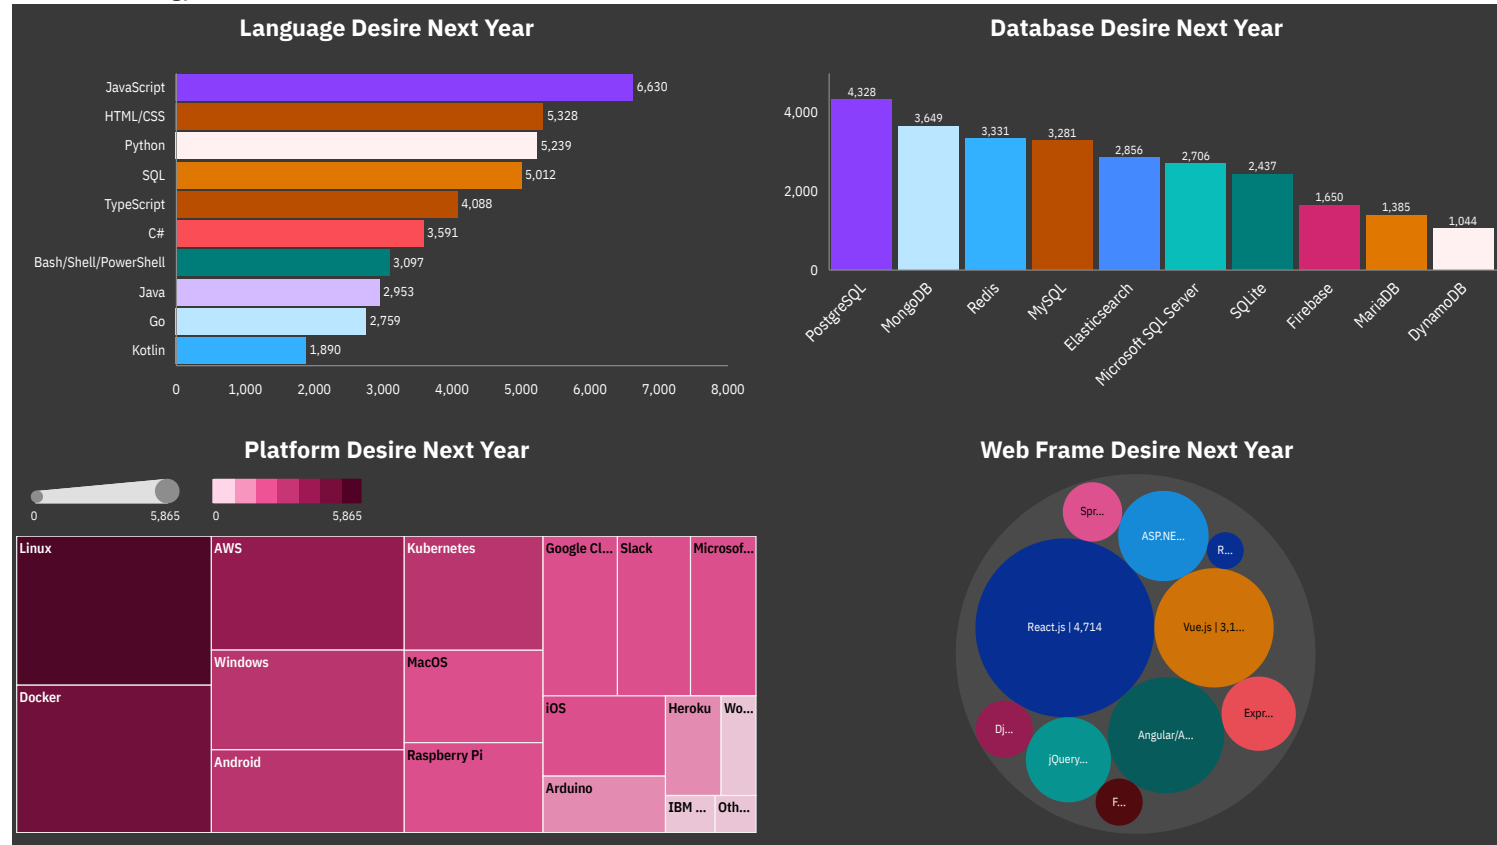 Language Desire Next Year
JavaScript 6,630
HTML/CSS 5,328
Python 5,239
SQL 5,012
TypeScript 4,088
C# 3,591
Bash/Shell/PowerShell 3,097
Java 2,953
Go 2,759
Kotlin 1,890
0 1,000 2,000 3,000 4,000 5,000 6,000 7,000 8,000
Database Desire Next Year
4,000
2,000
0
4,328 3,649 3,331 3,281 2,856 2,706 2,437 1,650 1,385 1,044
PostgreSQL MongoDB Redis MySQL Elasticsearch Microsoft SQL Server SQLite Firebase MariaDB DynamoDB
Platform Desire Next Year
0 5,865 0 5,865
Linux AWS Kubernetes Google Cl... Slack Microsof...
Windows MacOS
Docker iOS Heroku Wo...
Android Raspberry Pi
Arduino IBM ... Oth...
Web Frame Desire Next Year
Spr...
ASP.NE...
R...
React.js | 4,714 Vue.js | 3,1...
Dj... Angular/A... Expr...
jQuery...
F...